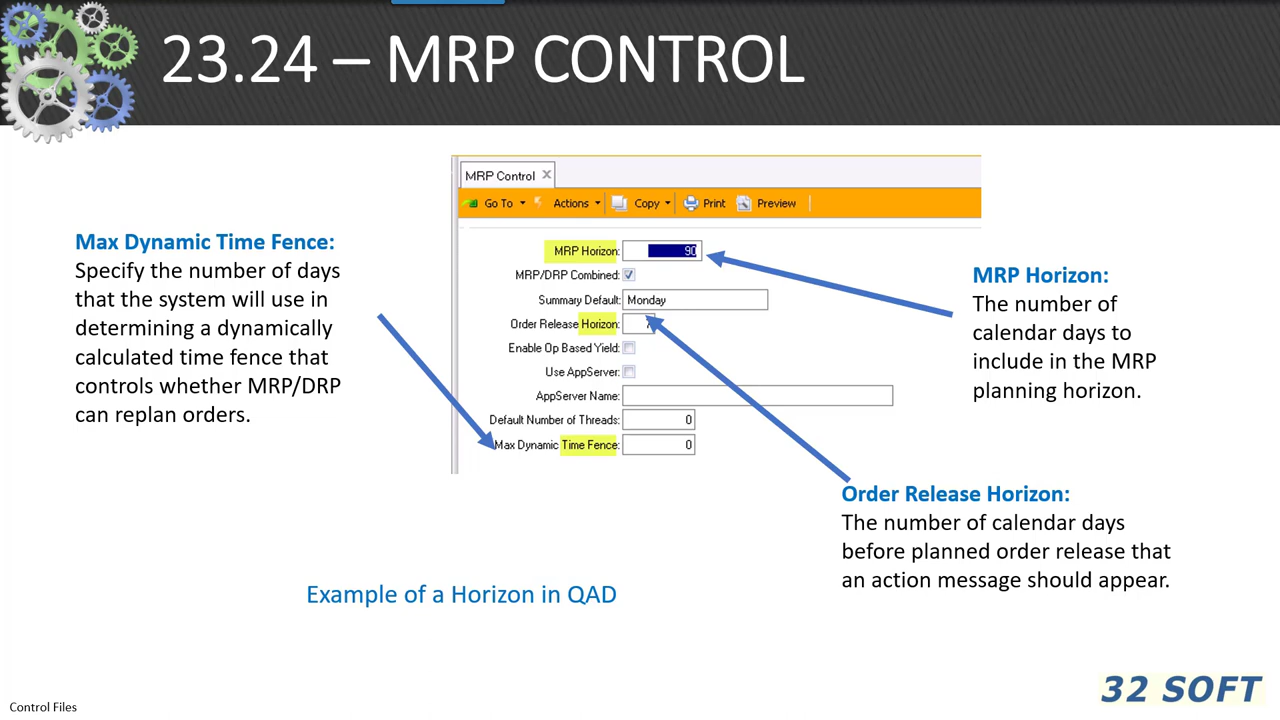 23.24 – MRP CONTROL
MRP Control
Go To
Actions
Copy
Print
Preview
Max Dynamic Time Fence:
Specify the number of days
that the system will use in
determining a dynamically
calculated time fence that
controls whether MRP/DRP
can replan orders.
MRP Horizon: 90
MRP/DRP Combined:
Summary Default: Monday
Order Release Horizon:
Enable Op Based Yield:
Use AppServer:
AppServer Name:
Default Number of Threads: 0
Max Dynamic Time Fence: 0
MRP Horizon:
The number of
calendar days to
include in the MRP
planning horizon.
Order Release Horizon:
The number of calendar days
before planned order release that
an action message should appear.
Example of a Horizon in QAD
32 SOFT
Control Files